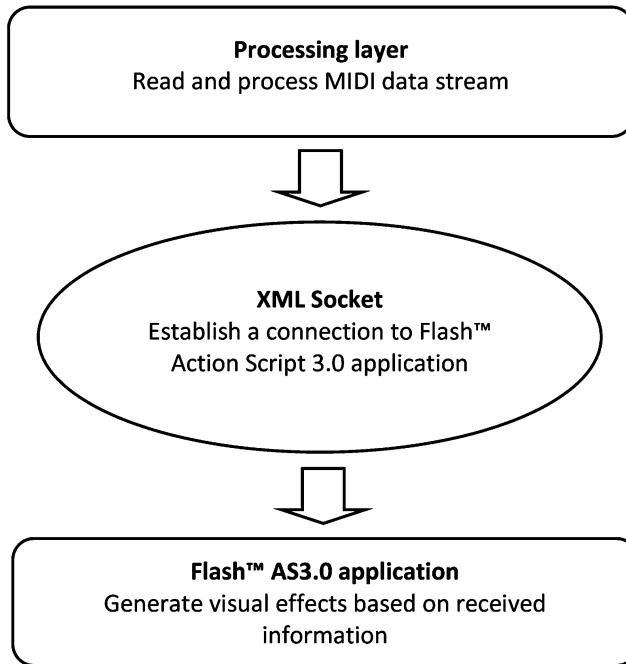 Processing layer
Read and process MIDI data stream
XML Socket
Establish a connection to Flash™
Action Script 3.0 application
Flash™ AS3.0 application
Generate visual effects based on received
information